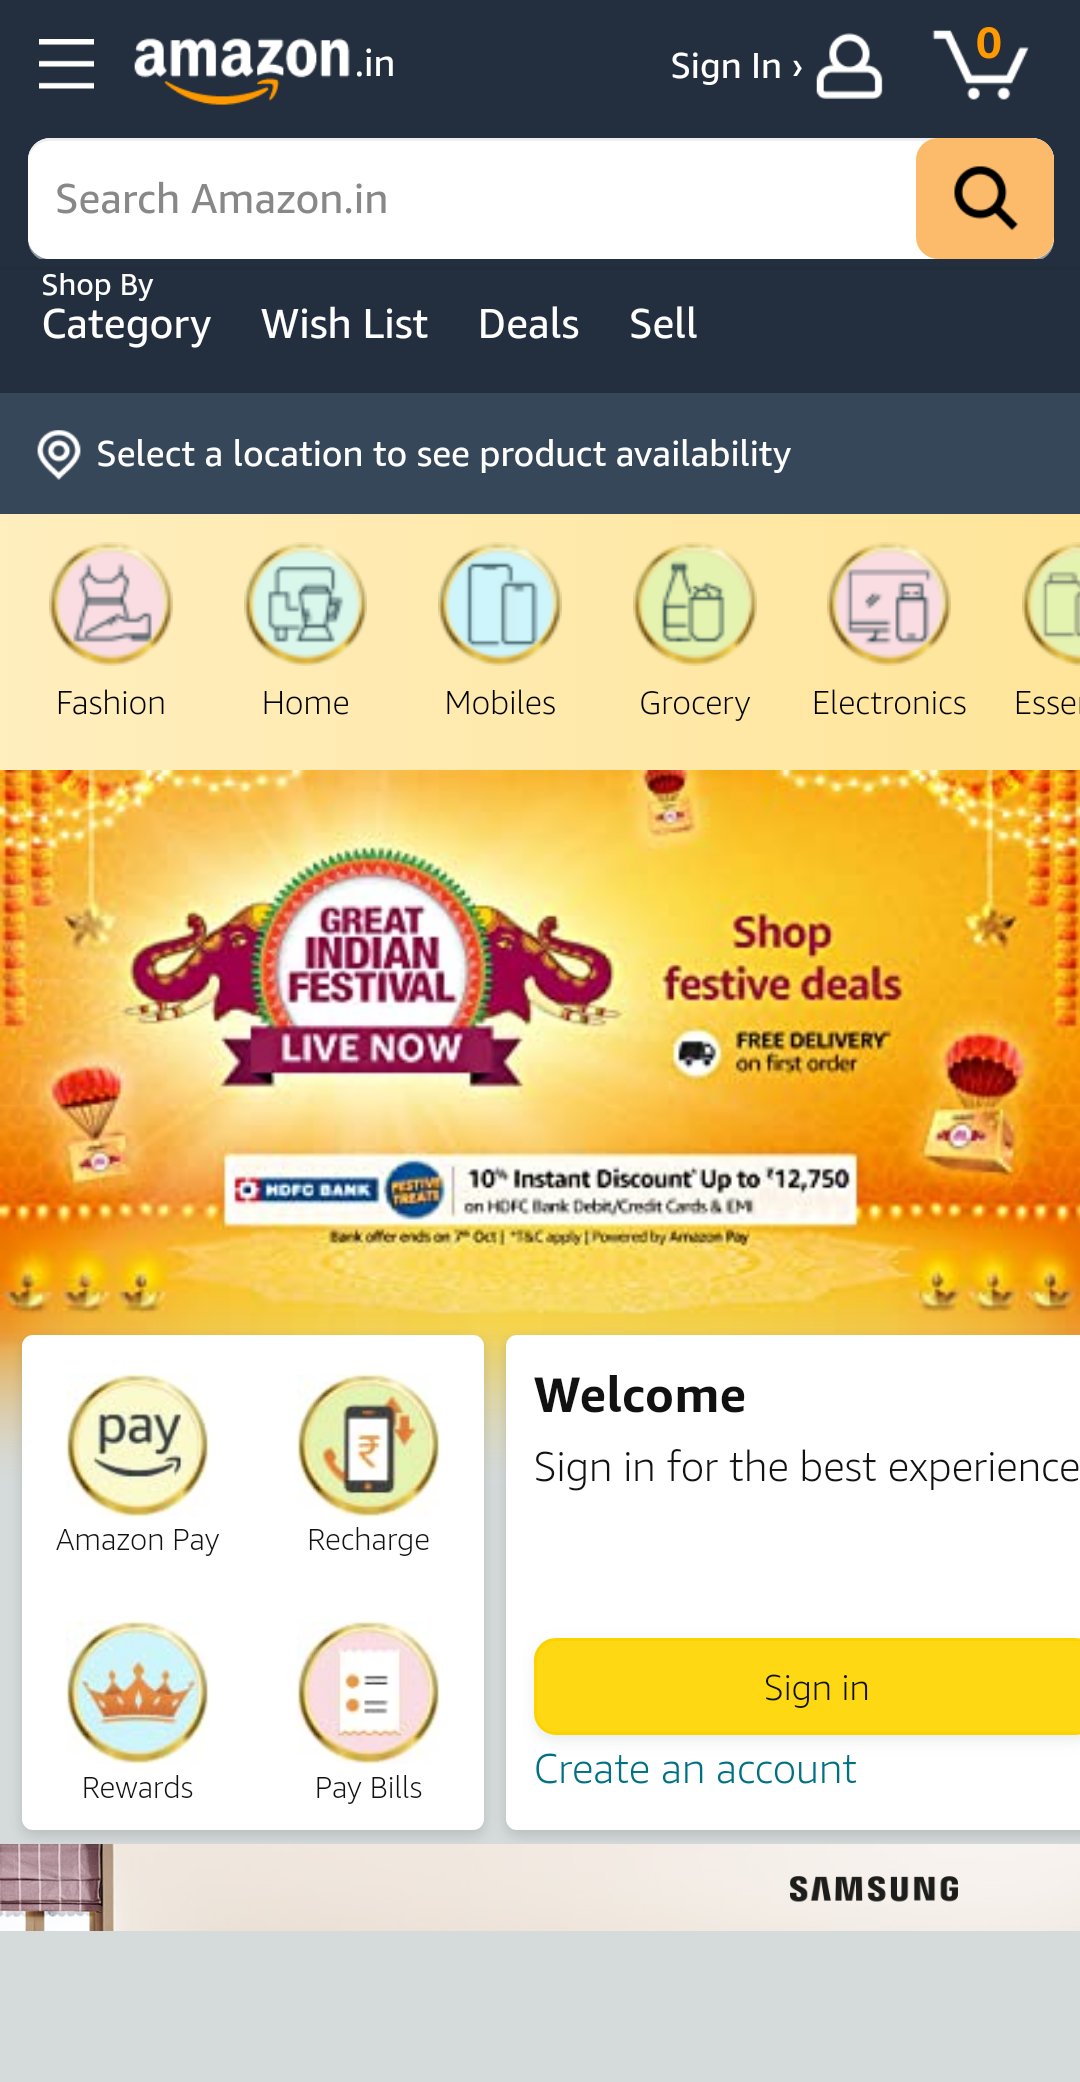 amazon.in
Sign In ›
0
Search Amazon.in
Shop By
Category Wish List Deals Sell
Select a location to see product availability
Fashion Home Mobiles Grocery Electronics Esse
GREAT
INDIAN
FESTIVAL
LIVE NOW
Shop
festive deals
FREE DELIVERY*
on first order
HDFC BANK FESTIVE TREATS
10% Instant Discount* Up to ₹12,750
on HDFC Bank Debit/Credit Cards & EMI
Bank offer ends on 7th Oct | *T&C apply | Powered by Amazon Pay
pay
Amazon Pay Recharge
Rewards Pay Bills
Welcome
Sign in for the best experience
Sign in
Create an account
SAMSUNG